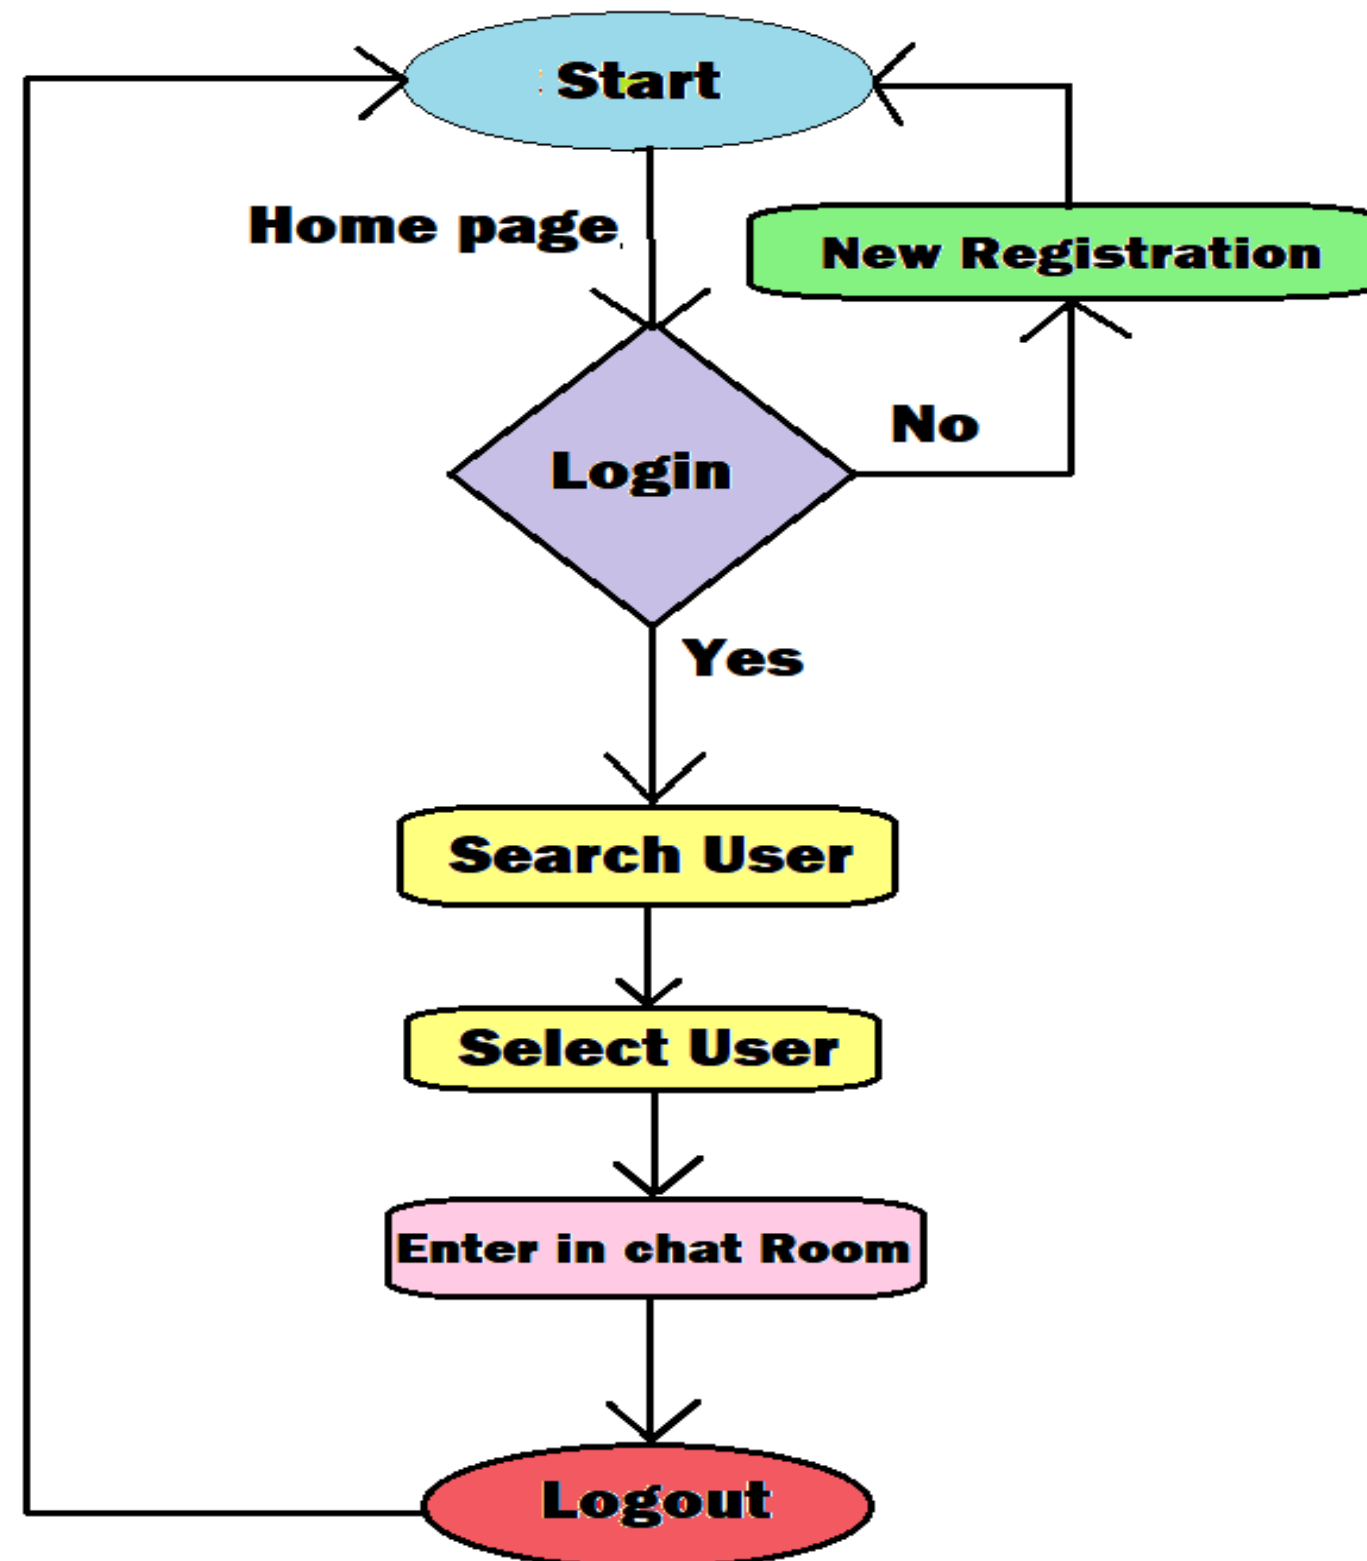 Start
Home page
New Registration
No
Login
Yes
Search User
Select User
Enter in chat Room
Logout